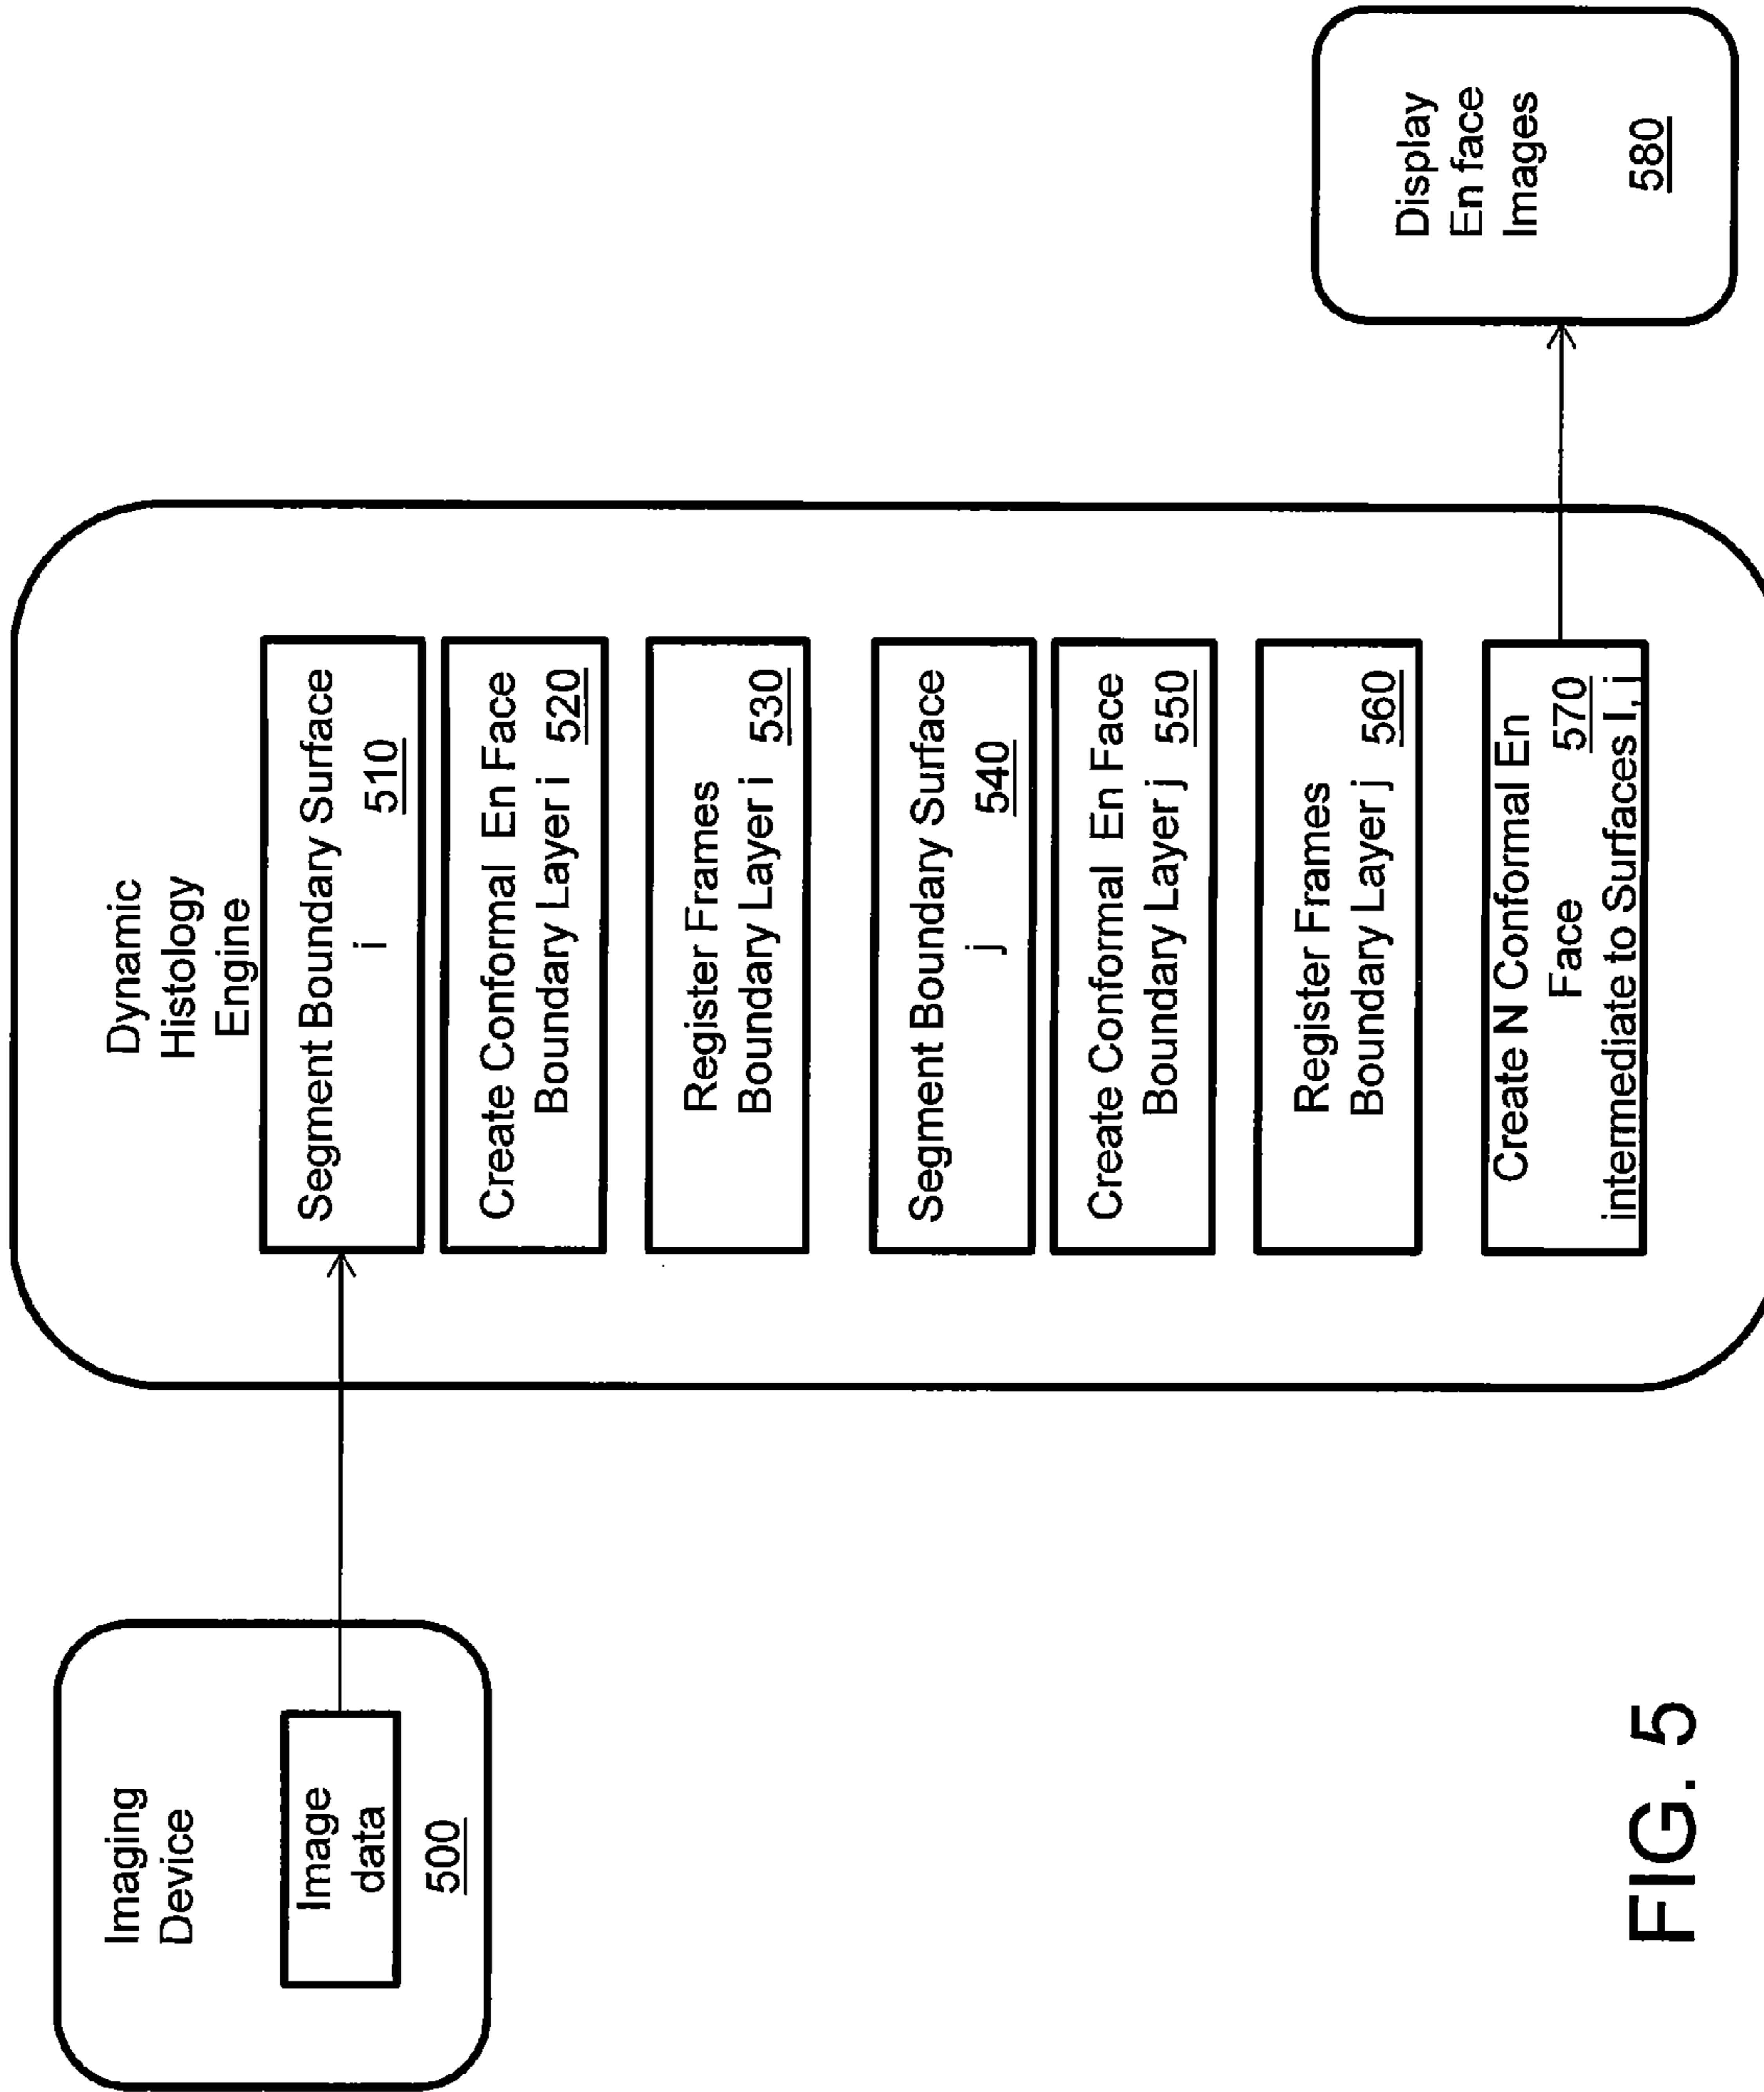 Imaging
Device
Image
data
500
Dynamic
Histology
Engine
Segment Boundary Surface
i 510
Create Conformal En Face
Boundary Layer i 520
Register Frames
Boundary Layer i 530
Segment Boundary Surface
j 540
Create Conformal En Face
Boundary Layer j 550
Register Frames
Boundary Layer j 560
Create N Conformal En
Face 570
intermediate to Surfaces I, j
Display
En face
Images
580
FIG. 5